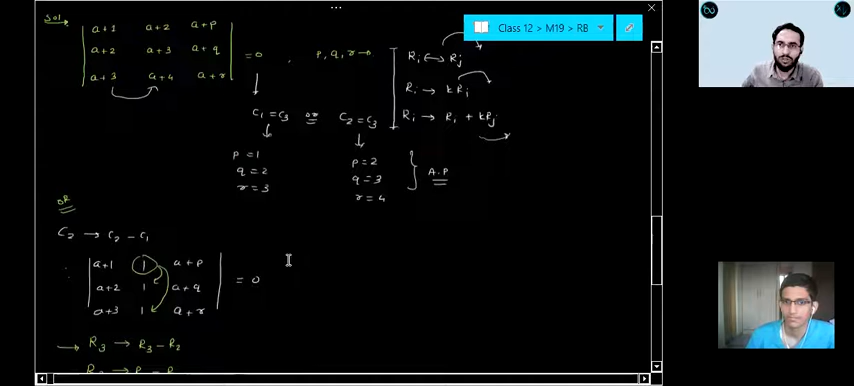 Class 12 > M19 > RB
Sol
a+1 a+2 a+p
a+2 a+3 a+q
a+3 a+4 a+r
= 0 , p, q, r →
Ri ↔ Rj
Ri → kRi
Ri → Ri + kRj
C1 = C3 or C2 = C3
p = 1
q = 2
r = 3
p = 2
q = 3
r = 4
A.P
OR
C2 → C2 - C1
∴
a+1 1 a+p
a+2 1 a+q
a+3 1 a+r
= 0
→ R3 → R3 - R2